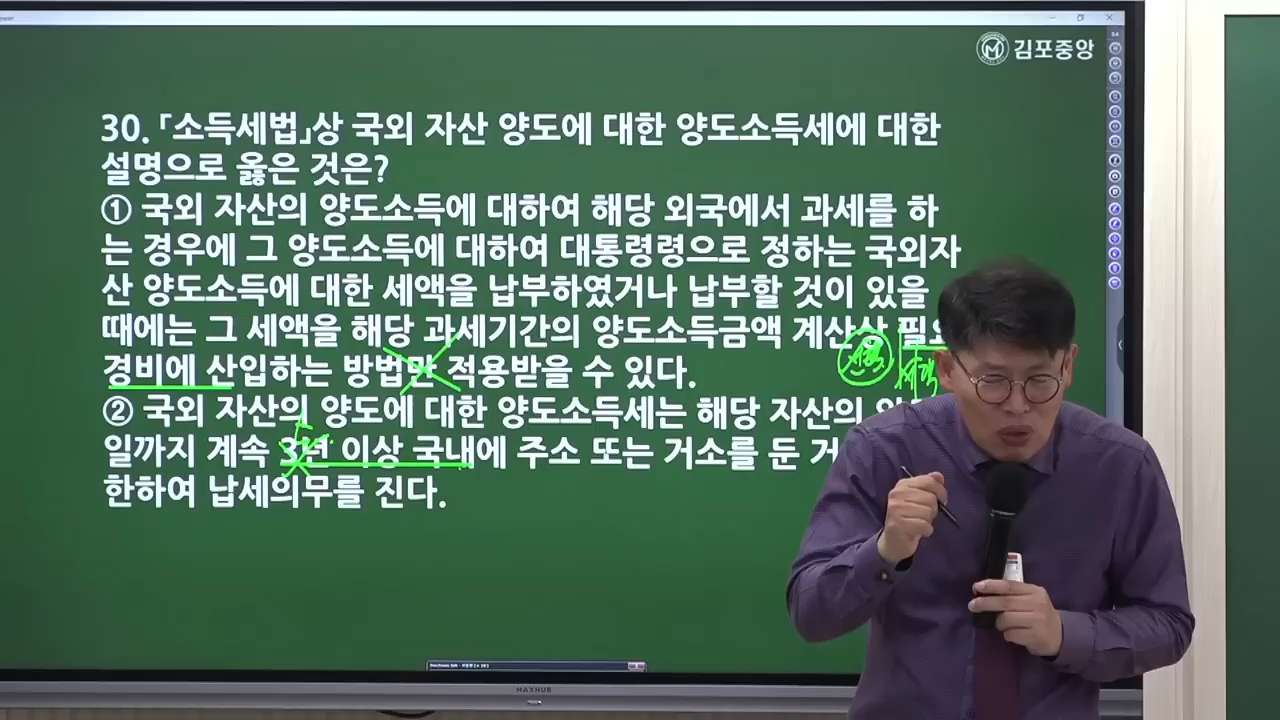 김포중앙
30. 「소득세법」상 국외 자산 양도에 대한 양도소득세에 대한
설명으로 옳은 것은?
① 국외 자산의 양도소득에 대하여 해당 외국에서 과세를 하
는 경우에 그 양도소득에 대하여 대통령령으로 정하는 국외자
산 양도소득에 대한 세액을 납부하였거나 납부할 것이 있을
때에는 그 세액을 해당 과세기간의 양도소득금액 계산상
경비에 산입하는 방법만 적용받을 수 있다.
② 국외 자산의 양도에 대한 양도소득세는 해당 자산의
5
일까지 계속 3년 이상 국내에 주소 또는 거소를 둔
한하여 납세의무를 진다.
MAXHUB